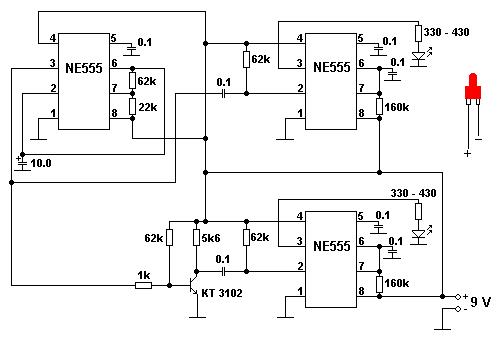 4 5 0.1
3 NE555 6 62k
2 7 22k
1 8
10.0
+
0.1
62k
4 5 0.1
3 NE555 6 0.1
2 7 160k
1 8
330 - 430
+ -
62k 5k6 62k
0.1
1k
KT 3102
4 5 0.1
3 NE555 6 0.1
2 7 160k
1 8
330 - 430
+
- 9 V